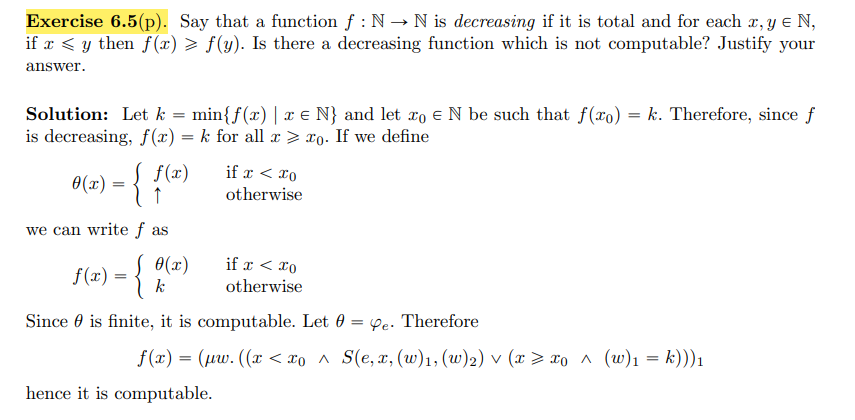 Exercise 6.5(p). Say that a function f : ℕ → ℕ is decreasing if it is total and for each x, y ∈ ℕ,
if x ⩽ y then f(x) ⩾ f(y). Is there a decreasing function which is not computable? Justify your
answer.
Solution: Let k = min{f(x) | x ∈ ℕ} and let x₀ ∈ ℕ be such that f(x₀) = k. Therefore, since f
is decreasing, f(x) = k for all x ⩾ x₀. If we define
θ(x) = { f(x) if x < x₀
↑ otherwise
we can write f as
f(x) = { θ(x) if x < x₀
k otherwise
Since θ is finite, it is computable. Let θ = φₑ. Therefore
f(x) = (μw. ((x < x₀ ∧ S(e, x, (w)₁, (w)₂) ∨ (x ⩾ x₀ ∧ (w)₁ = k)))₁
hence it is computable.